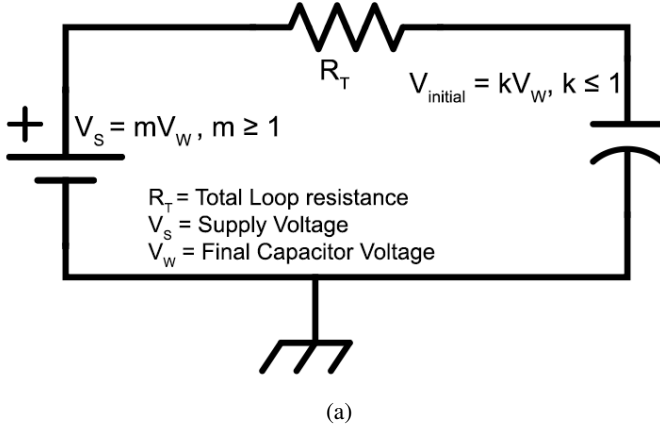 R_T
V_initial = kV_W, k ≤ 1
+
V_S = mV_W , m ≥ 1
R_T = Total Loop resistance
V_S = Supply Voltage
V_W = Final Capacitor Voltage
(a)